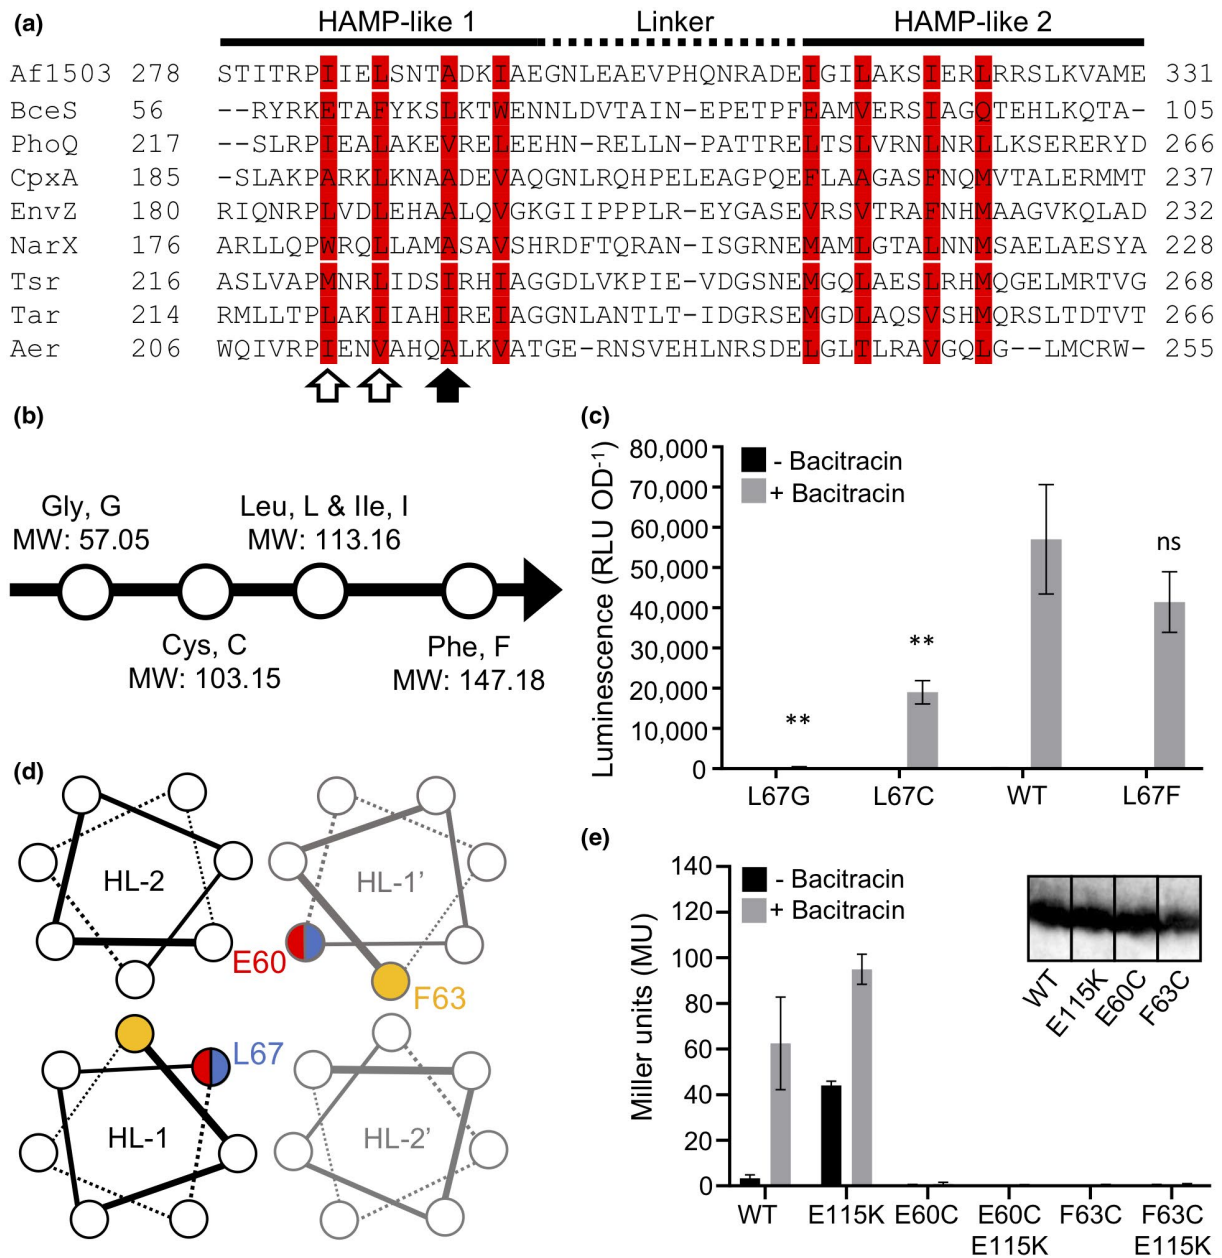 (a)
HAMP-like 1 Linker HAMP-like 2
Af1503 278 STITRPIIELSNTADKIAEGNLEAEVPHQNRADEIGILAKSIERLRRSLKVAME 331
BceS 56 --RYRKETAFYKSLKTWENNLDVTAIN-EPETPFEAMVERSIAGQTEHLKQTA- 105
PhoQ 217 --SLRPIEALAKEVRELEEHN-RELLN-PATTRELTSLVRNLNRLLKSERERYD 266
CpxA 185 -SLAKPARKLKNAADEVAQGNLRQHPELEAGPQEFLAAGASFNQMVTALERMMT 237
EnvZ 180 RIQNRPLVDLEHAALQVGKGIIPPPLR-EYGASEVRSVTRAFNHMAAGVKQLAD 232
NarX 176 ARLLQPWRQLLAMASAVSHRDFTQRAN-ISGRNEMAMLGTALNNMSAELAESYA 228
Tsr 216 ASLVAPMNRLIDSIRHIAGGDLVKPIE-VDGSNEMGQLAESLRHMQGELMRTVG 268
Tar 214 RMLLTPLAKIIAHIREIAGGNLANTLT-IDGRSEMGDLAQSVSHMQRSLTDTVT 266
Aer 206 WQIVRPIENVAHQALKVATGE-RNSVEHLNRSDELGLTLRAVGQLG--LMCRW- 255
(b)
Gly, G
MW: 57.05
Leu, L & Ile, I
MW: 113.16
Cys, C
MW: 103.15
Phe, F
MW: 147.18
(c)
Luminescence (RLU OD-1)
80,000
70,000
60,000
50,000
40,000
30,000
20,000
10,000
0
- Bacitracin
+ Bacitracin
**
**
ns
L67G L67C WT L67F
(d)
HL-2
HL-1'
E60
F63
L67
HL-1
HL-2'
(e)
Miller units (MU)
140
120
100
80
60
40
20
0
- Bacitracin
+ Bacitracin
WT
E115K
E60C
F63C
WT E115K E60C E60C F63C F63C
E115K E115K